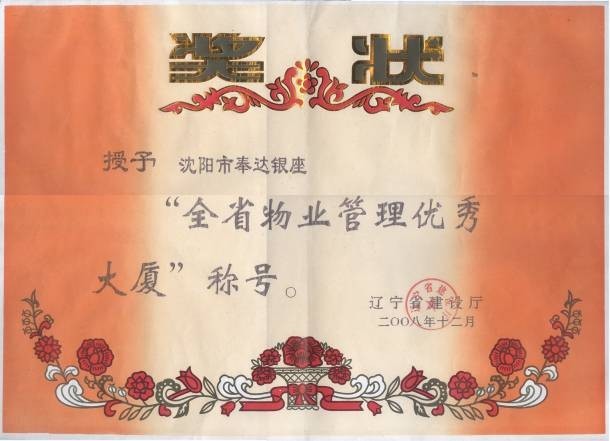 奖状
授予 沈阳市奉达银座
“全省物业管理优秀
大厦”称号。
辽宁省建设厅
二〇〇八年十二月